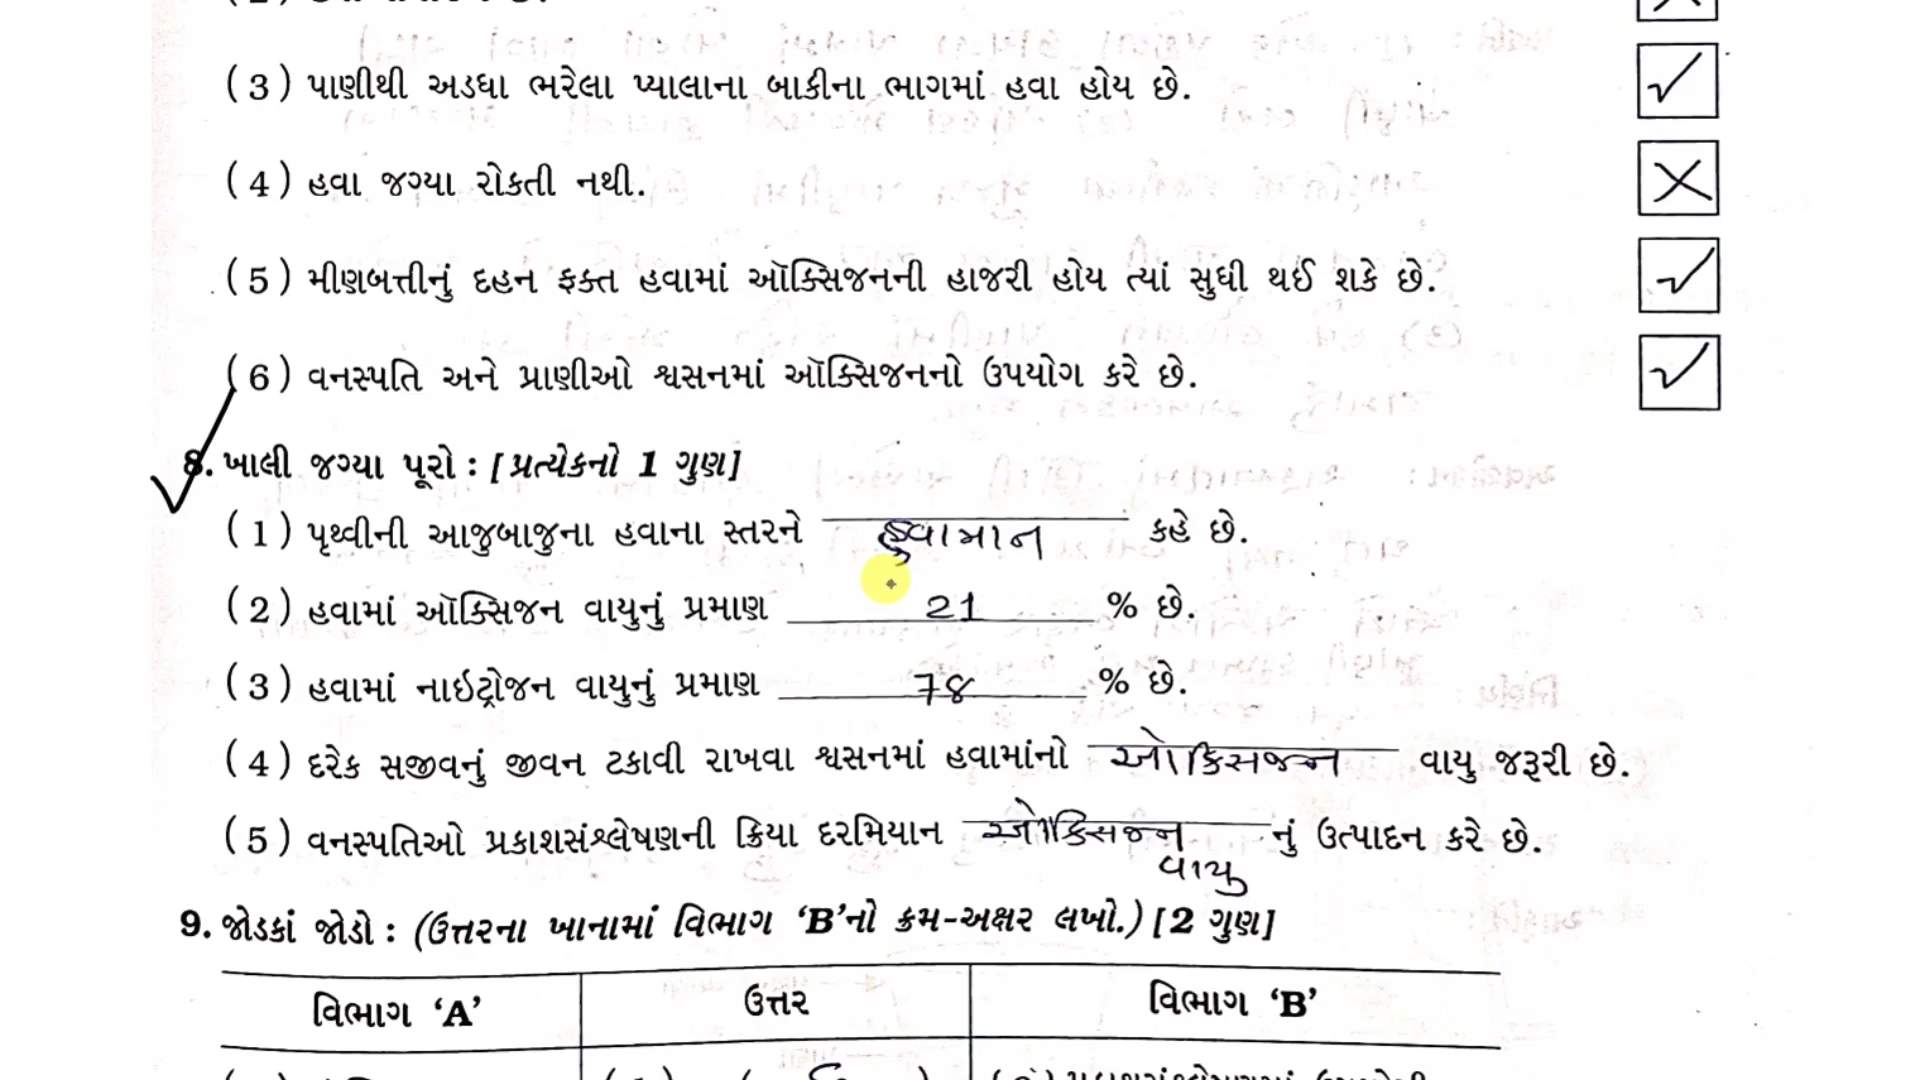 (3) પાણીથી અડધા ભરેલા પ્યાલાના બાકીના ભાગમાં હવા હોય છે. ✓
(4) હવા જગ્યા રોકતી નથી. ✗
(5) મીણબત્તીનું દહન ફક્ત હવામાં ઑક્સિજનની હાજરી હોય ત્યાં સુધી થઈ શકે છે. ✓
(6) વનસ્પતિ અને પ્રાણીઓ શ્વસનમાં ઑક્સિજનનો ઉપયોગ કરે છે. ✓
8. ખાલી જગ્યા પૂરો : [પ્રત્યેકનો 1 ગુણ]
(1) પૃથ્વીની આજુબાજુના હવાના સ્તરને હવામાન કહે છે.
(2) હવામાં ઑક્સિજન વાયુનું પ્રમાણ 21 % છે.
(3) હવામાં નાઇટ્રોજન વાયુનું પ્રમાણ 78 % છે.
(4) દરેક સજીવનું જીવન ટકાવી રાખવા શ્વસનમાં હવામાંનો ઓક્સિજન વાયુ જરૂરી છે.
(5) વનસ્પતિઓ પ્રકાશસંશ્લેષણની ક્રિયા દરમિયાન ઓક્સિજન નું ઉત્પાદન કરે છે.
વાયુ
9. જોડકાં જોડો : (ઉત્તરના ખાનામાં વિભાગ ‘B’નો ક્રમ-અક્ષર લખો.) [2 ગુણ]
વિભાગ ‘A’ ઉત્તર વિભાગ ‘B’